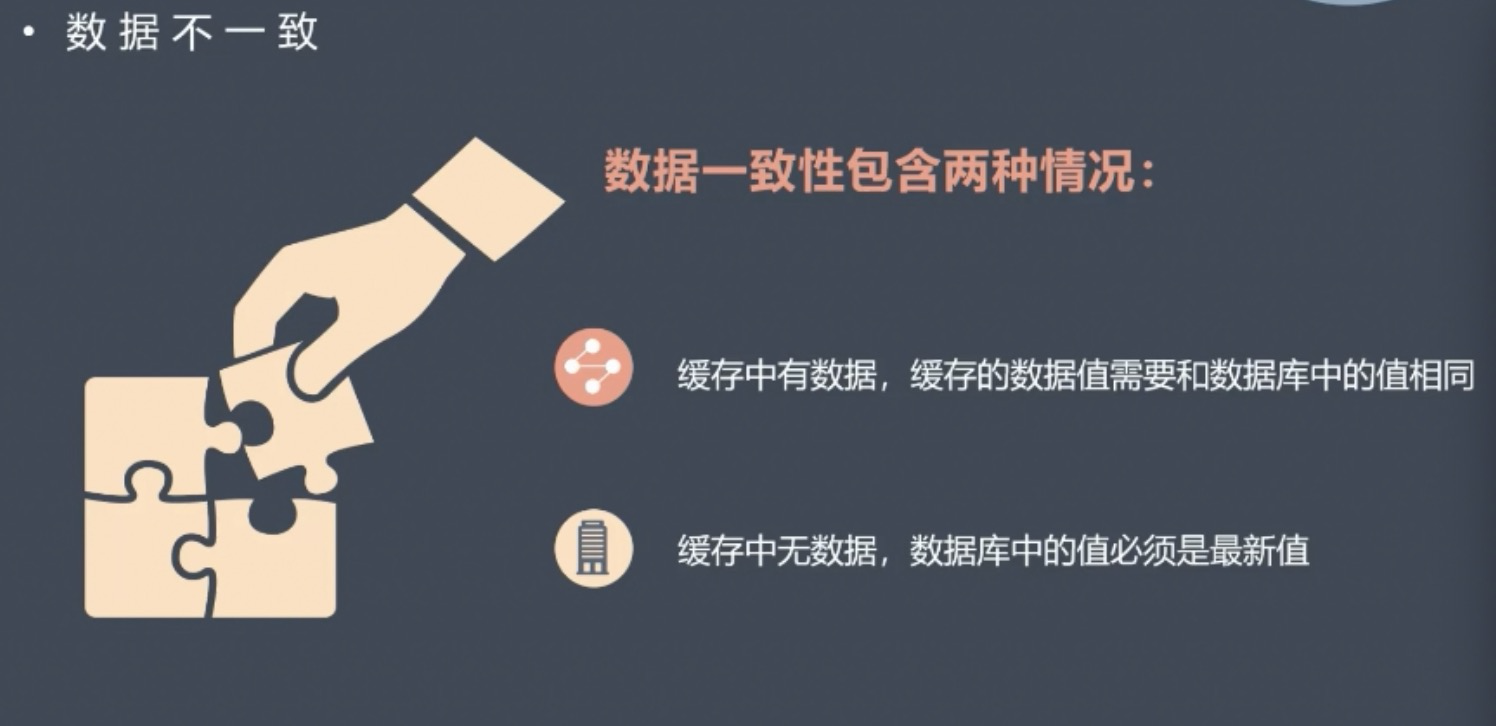 • 数据不一致
数据一致性包含两种情况：
缓存中有数据，缓存的数据值需要和数据库中的值相同
缓存中无数据，数据库中的值必须是最新值